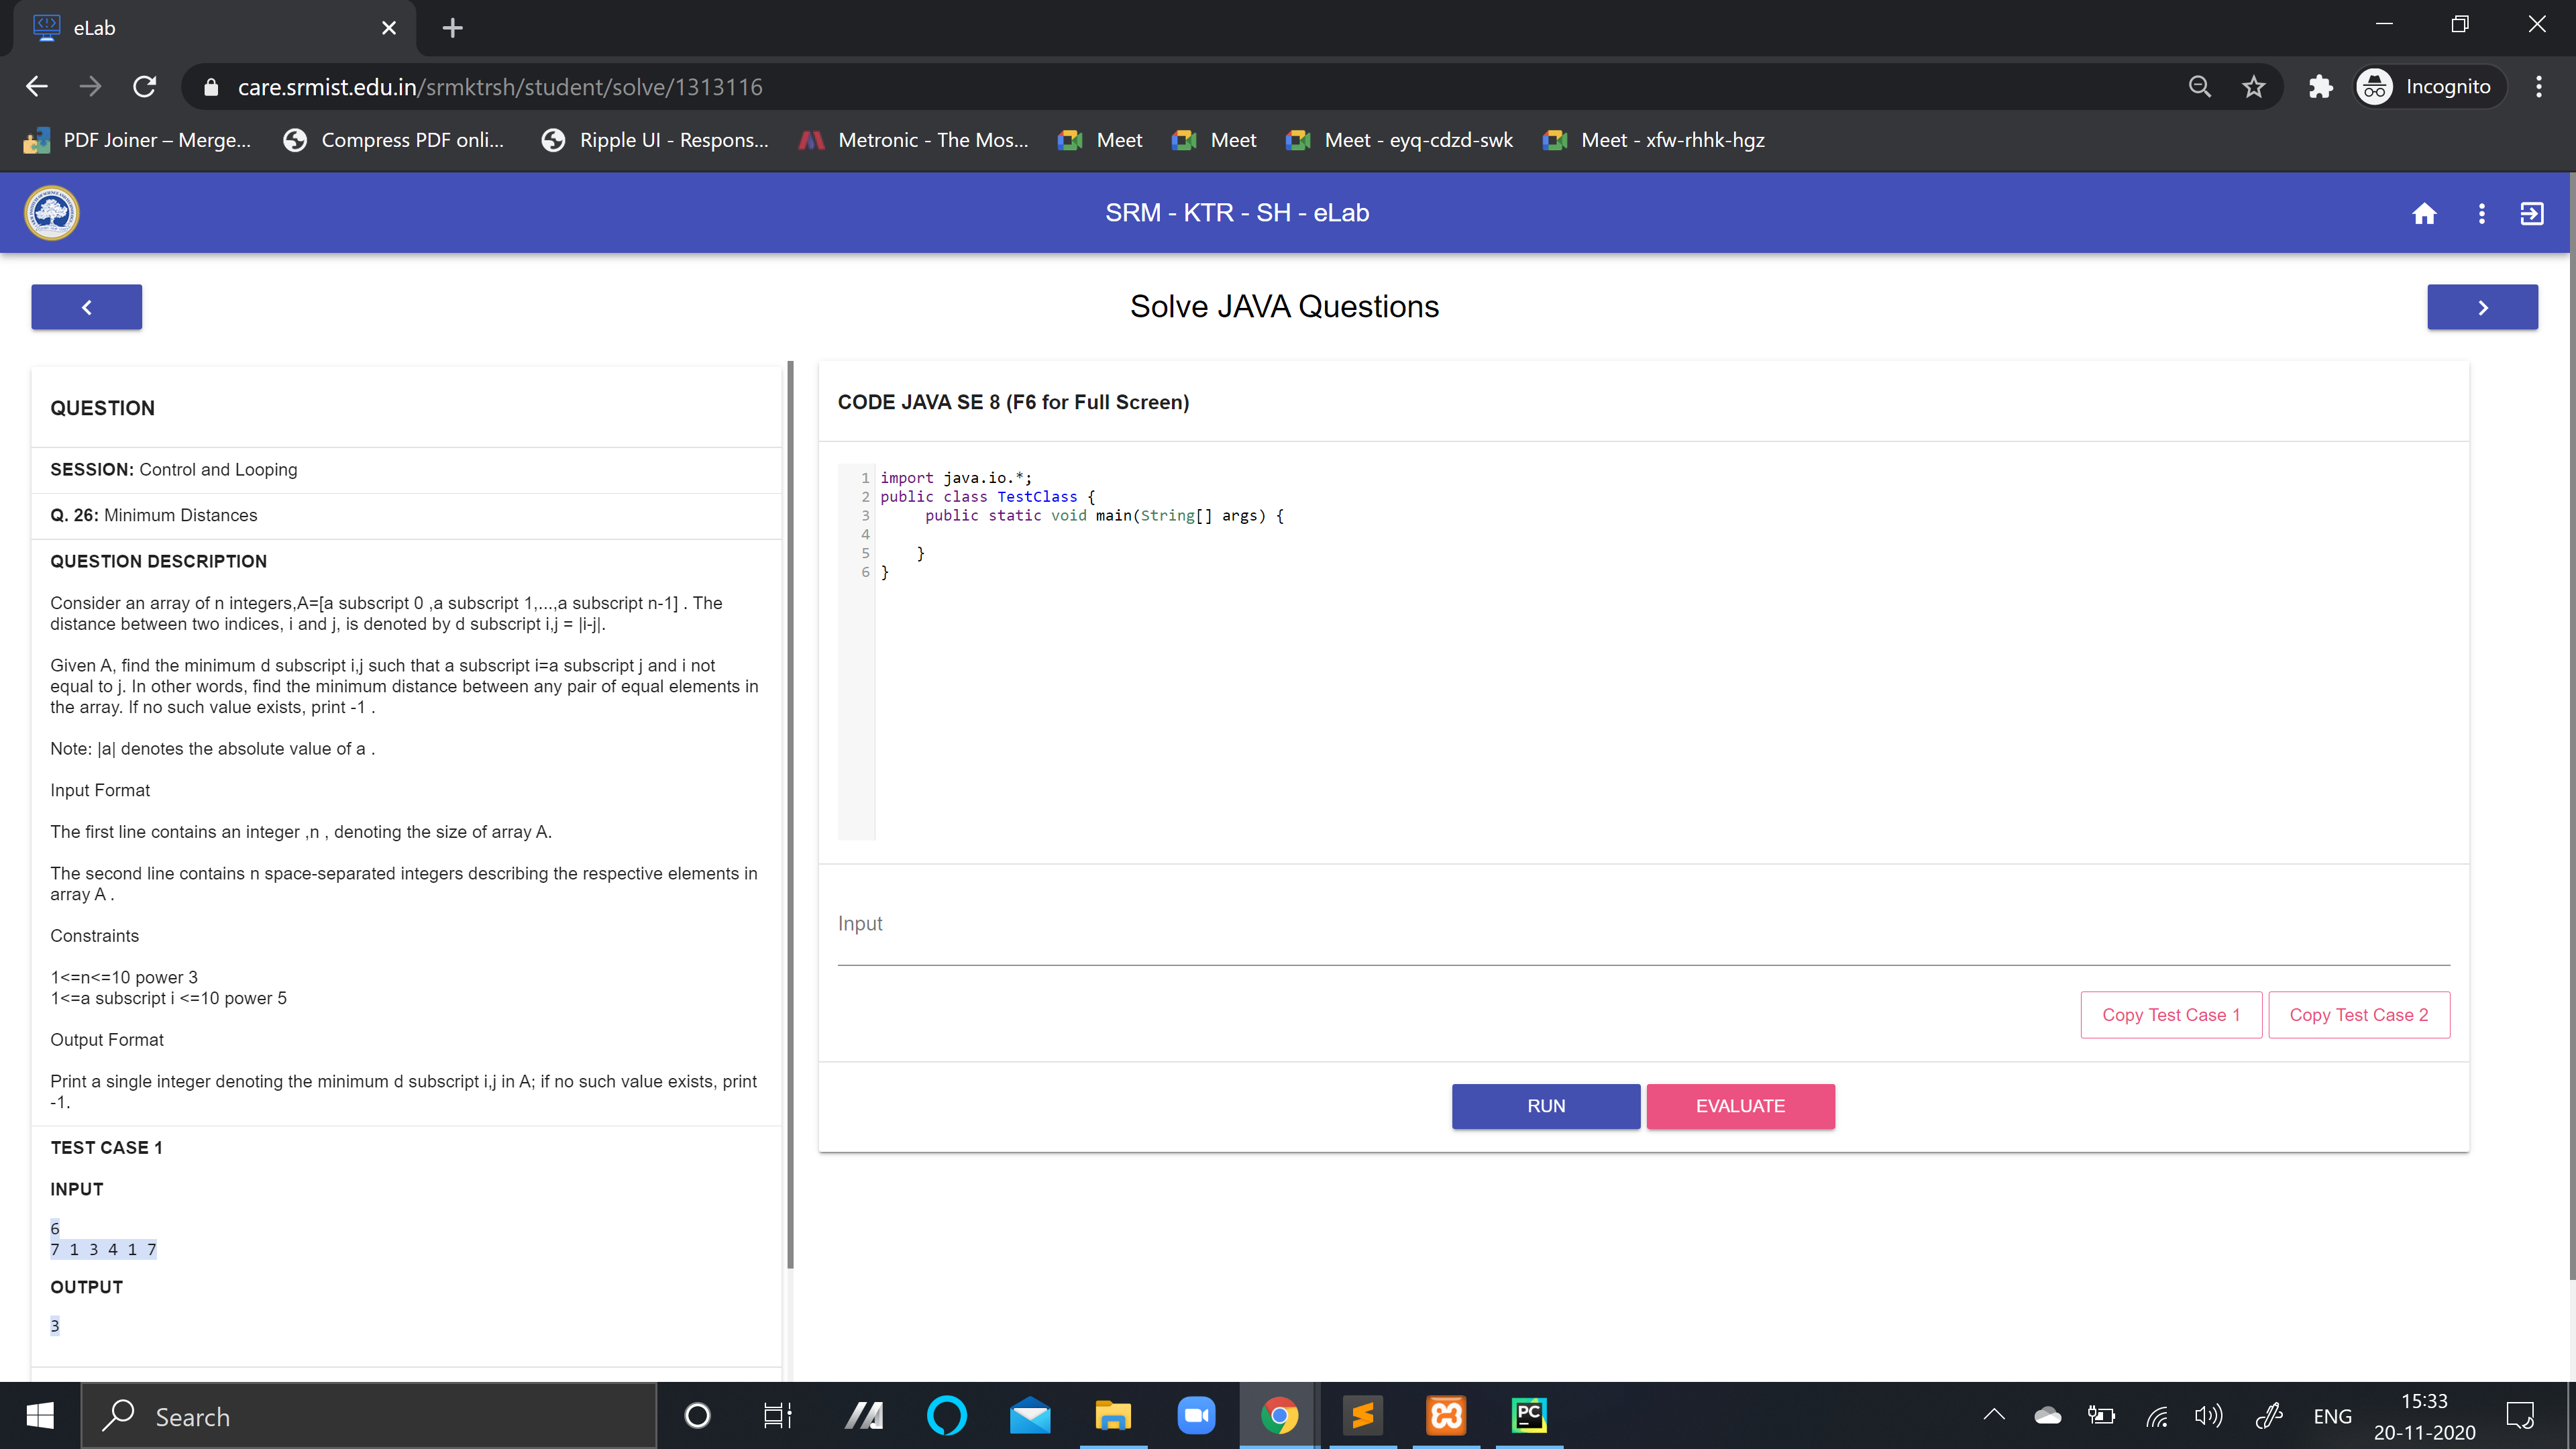 eLab
care.srmist.edu.in/srmktrsh/student/solve/1313116
Incognito
PDF Joiner – Merge...
Compress PDF onli...
Ripple UI - Respons...
Metronic - The Mos...
Meet
Meet
Meet - eyq-cdzd-swk
Meet - xfw-rhhk-hgz
SRM - KTR - SH - eLab
Solve JAVA Questions
QUESTION
SESSION: Control and Looping
Q. 26: Minimum Distances
QUESTION DESCRIPTION
Consider an array of n integers,A=[a subscript 0 ,a subscript 1,...,a subscript n-1] . The
distance between two indices, i and j, is denoted by d subscript i,j = |i-j|.
Given A, find the minimum d subscript i,j such that a subscript i=a subscript j and i not
equal to j. In other words, find the minimum distance between any pair of equal elements in
the array. If no such value exists, print -1 .
Note: |a| denotes the absolute value of a .
Input Format
The first line contains an integer ,n , denoting the size of array A.
The second line contains n space-separated integers describing the respective elements in
array A .
Constraints
1<=n<=10 power 3
1<=a subscript i <=10 power 5
Output Format
Print a single integer denoting the minimum d subscript i,j in A; if no such value exists, print
-1.
TEST CASE 1
INPUT
6
7 1 3 4 1 7
OUTPUT
3
CODE JAVA SE 8 (F6 for Full Screen)
1 import java.io.*;
2 public class TestClass {
3 public static void main(String[] args) {
4
5 }
6 }
Input
Copy Test Case 1
Copy Test Case 2
RUN
EVALUATE
Search
PC
ENG
15:33
20-11-2020